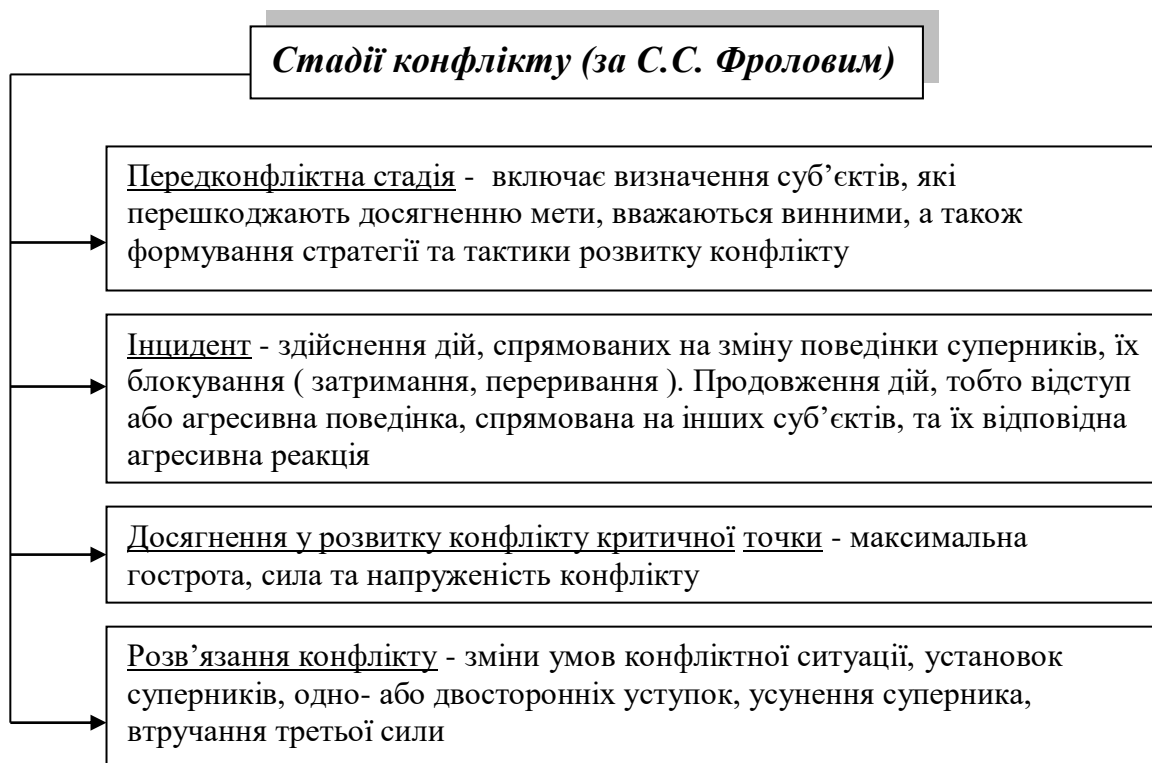 Стадії конфлікту (за С.С. Фроловим)
Передконфліктна стадія - включає визначення суб’єктів, які
перешкоджають досягненню мети, вважаються винними, а також
формування стратегії та тактики розвитку конфлікту
Інцидент - здійснення дій, спрямованих на зміну поведінки суперників, їх
блокування ( затримання, переривання ). Продовження дій, тобто відступ
або агресивна поведінка, спрямована на інших суб’єктів, та їх відповідна
агресивна реакція
Досягнення у розвитку конфлікту критичної точки - максимальна
гострота, сила та напруженість конфлікту
Розв’язання конфлікту - зміни умов конфліктної ситуації, установок
суперників, одно- або двосторонніх уступок, усунення суперника,
втручання третьої сили